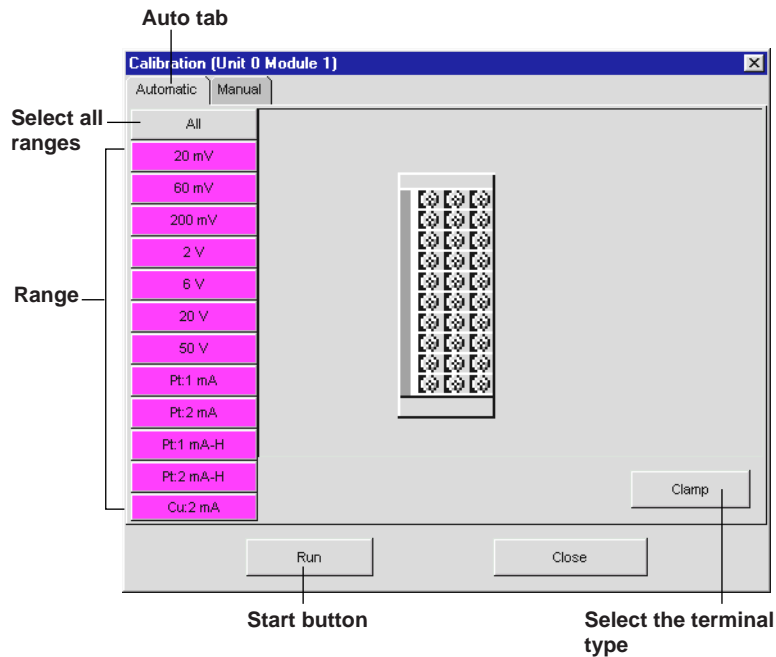 Auto tab
Calibration (Unit 0 Module 1)
Automatic
Manual
Select all
ranges
All
20 mV
60 mV
200 mV
2 V
6 V
20 V
50 V
Pt:1 mA
Pt:2 mA
Pt:1 mA-H
Pt:2 mA-H
Cu:2 mA
Range
Clamp
Run
Close
Start button
Select the terminal
type